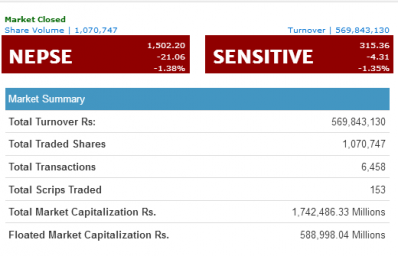 Market Closed
Share Volume | 1,070,747 Turnover | 569,843,130
NEPSE 1,502.20 -21.06 -1.38%
SENSITIVE 315.36 -4.31 -1.35%
Market Summary
Total Turnover Rs: 569,843,130
Total Traded Shares 1,070,747
Total Transactions 6,458
Total Scrips Traded 153
Total Market Capitalization Rs. 1,742,486.33 Millions
Floated Market Capitalization Rs. 588,998.04 Millions